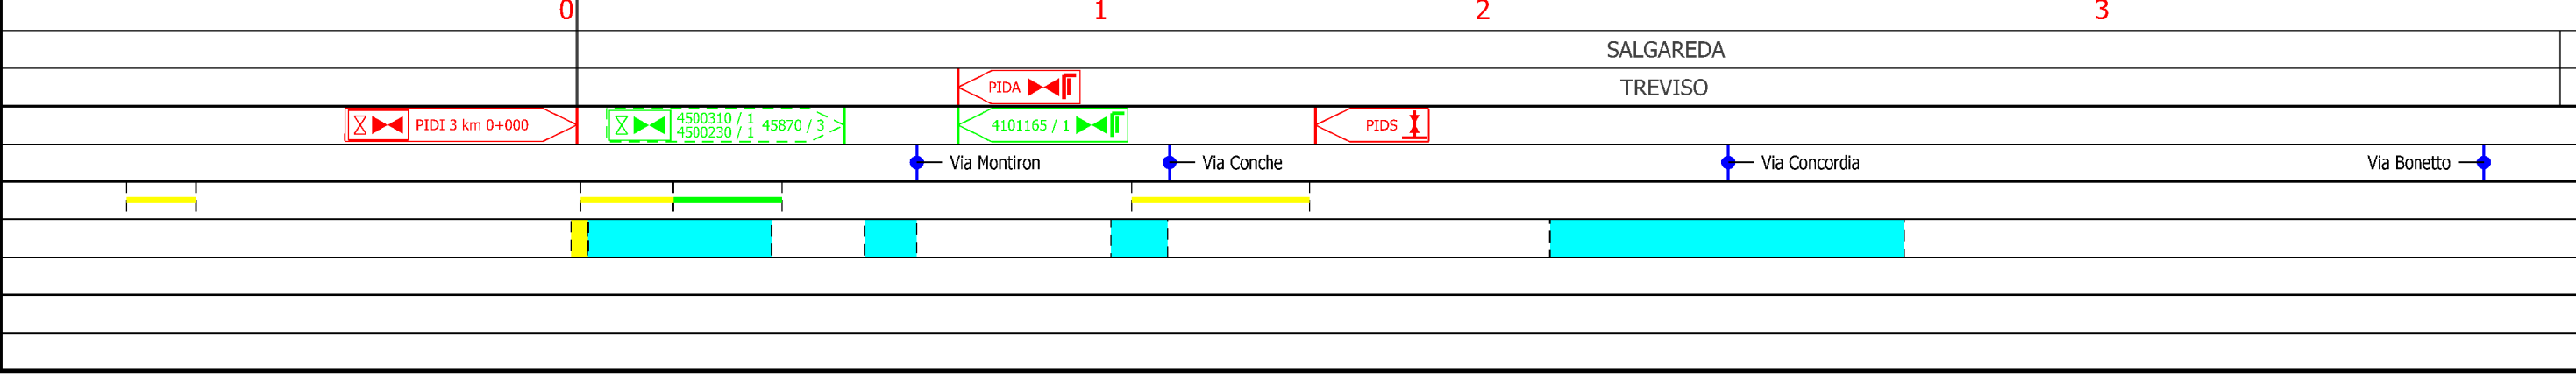 0 1 2 3
SALGAREDA
PIDA TREVISO
PIDI 3 km 0+000 4500310 / 1 45870 / 3 4101165 / 1 PIDS
4500230 / 1
Via Montiron Via Conche Via Concordia Via Bonetto